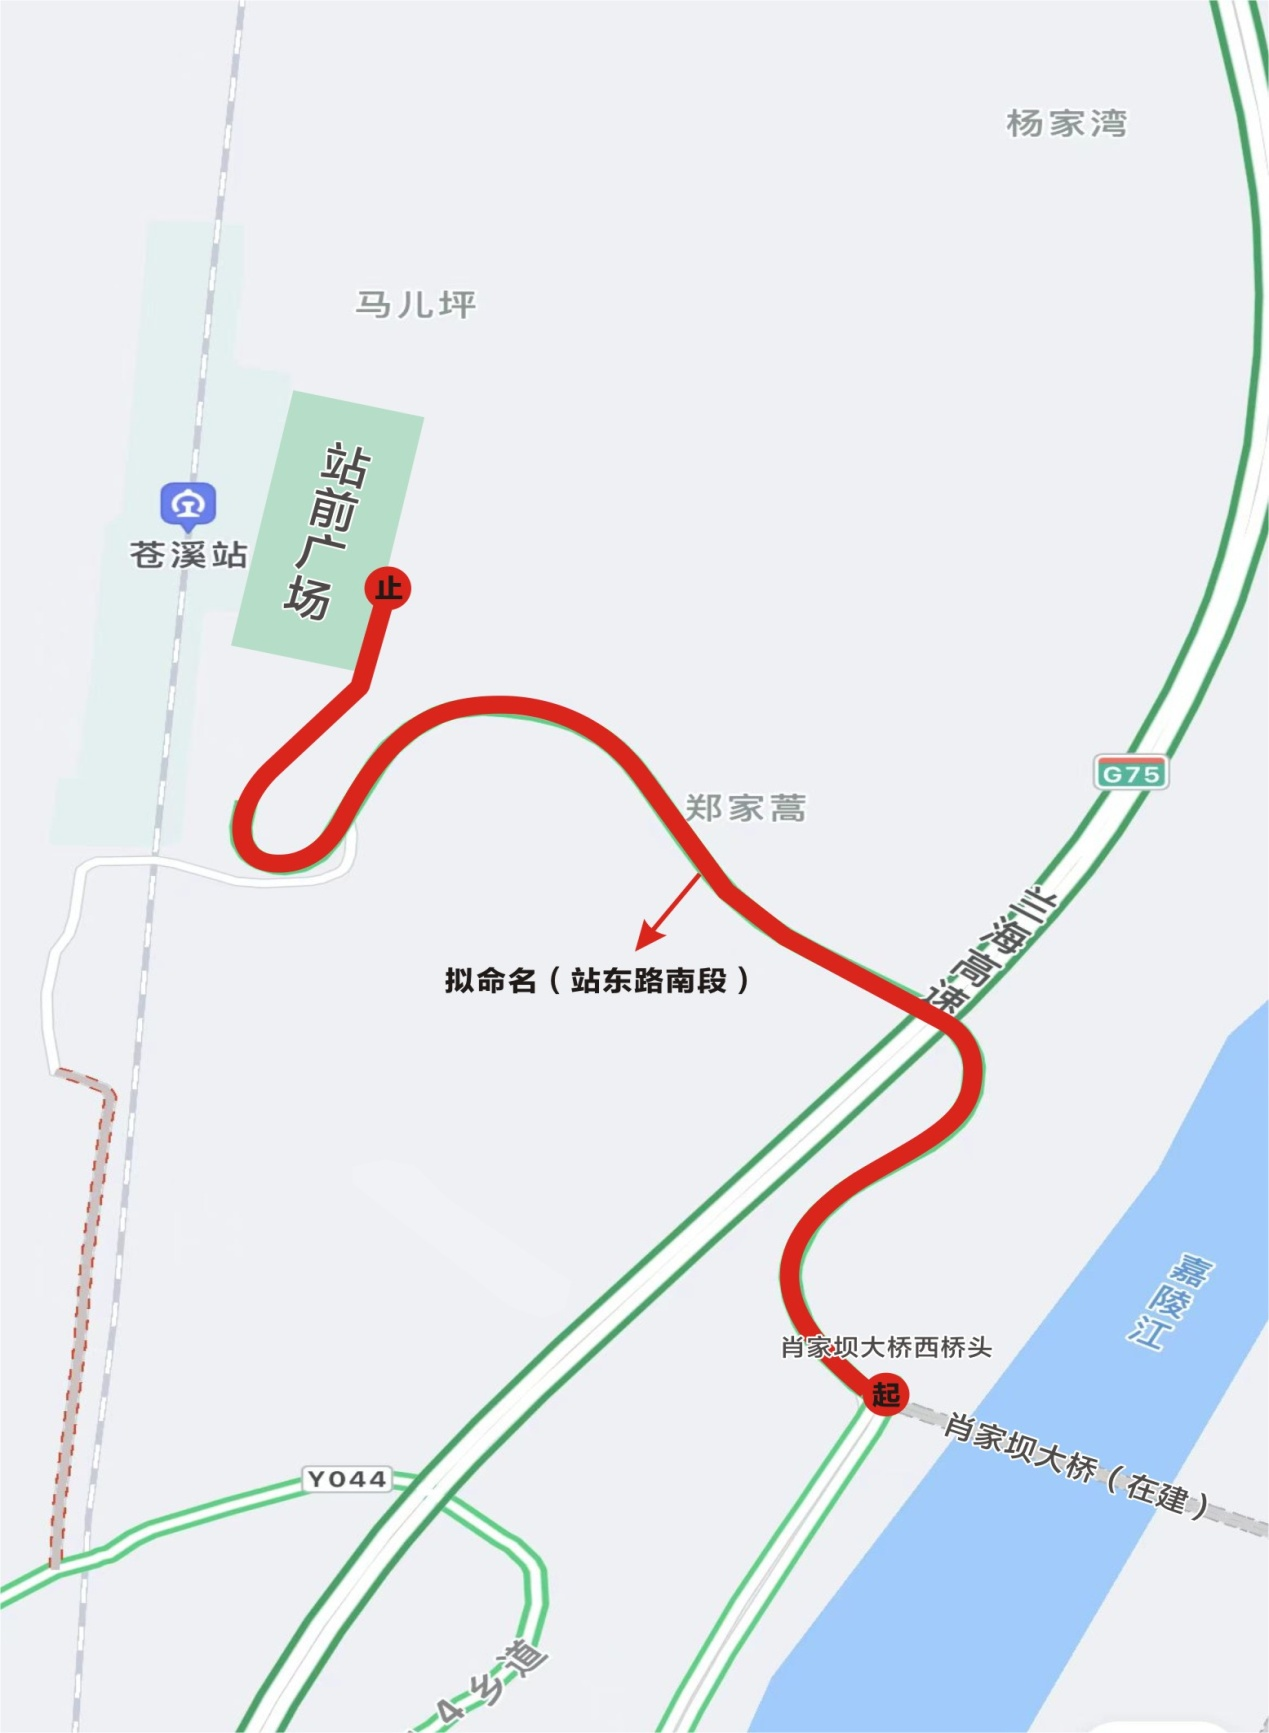 杨家湾
马儿坪
站前广场
苍溪站
止
G75
郑家蒿
兰海高速
拟命名（站东路南段）
嘉陵江
肖家坝大桥西桥头
起
肖家坝大桥（在建）
Y044
4乡道